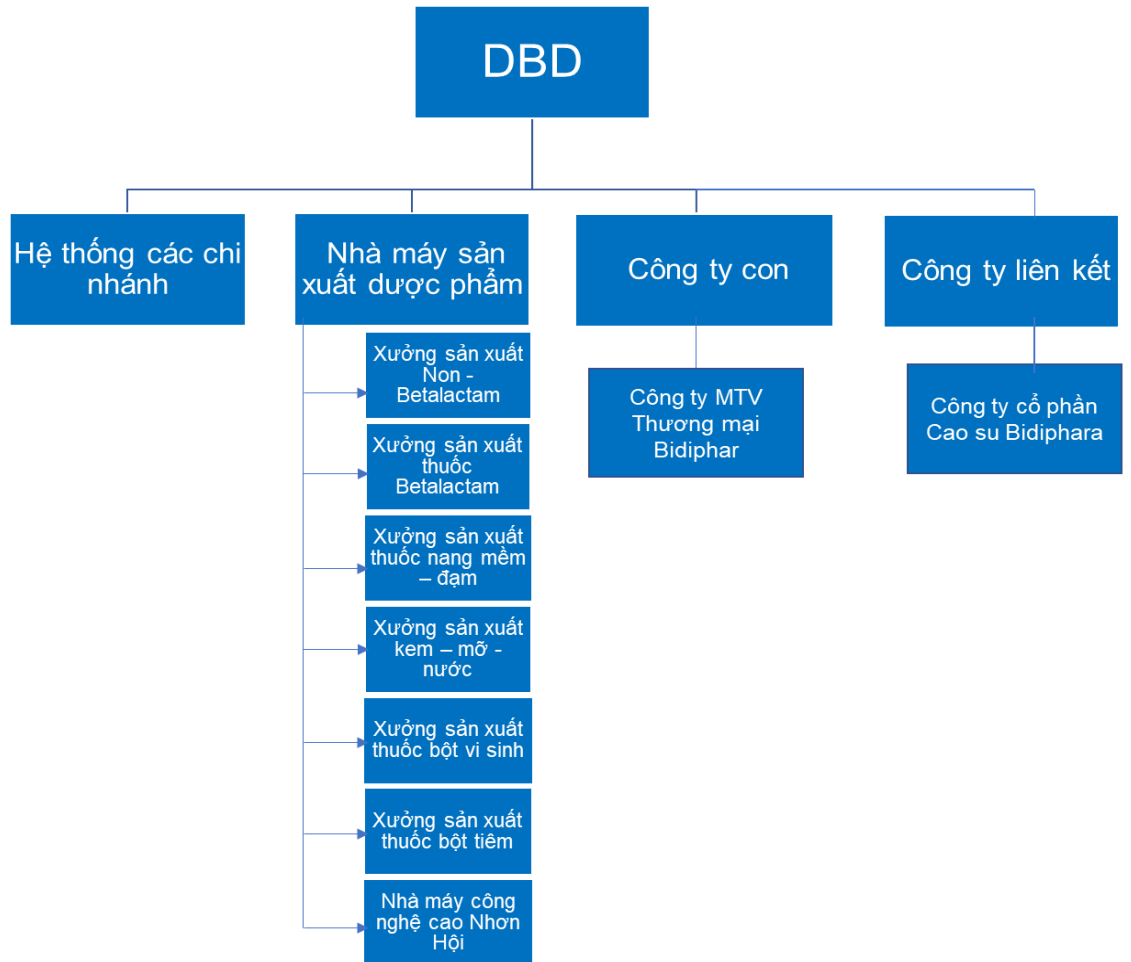 DBD
Hệ thống các chi
nhánh
Nhà máy sản
xuất dược phẩm
Công ty con
Công ty liên kết
Xưởng sản xuất
Non -
Betalactam
Xưởng sản xuất
thuốc
Betalactam
Xưởng sản xuất
thuốc nang mềm
– đạm
Xưởng sản xuất
kem – mỡ -
nước
Xưởng sản xuất
thuốc bột vi sinh
Xưởng sản xuất
thuốc bột tiêm
Nhà máy công
nghệ cao Nhơn
Hội
Công ty MTV
Thương mại
Bidiphar
Công ty cổ phần
Cao su Bidiphara